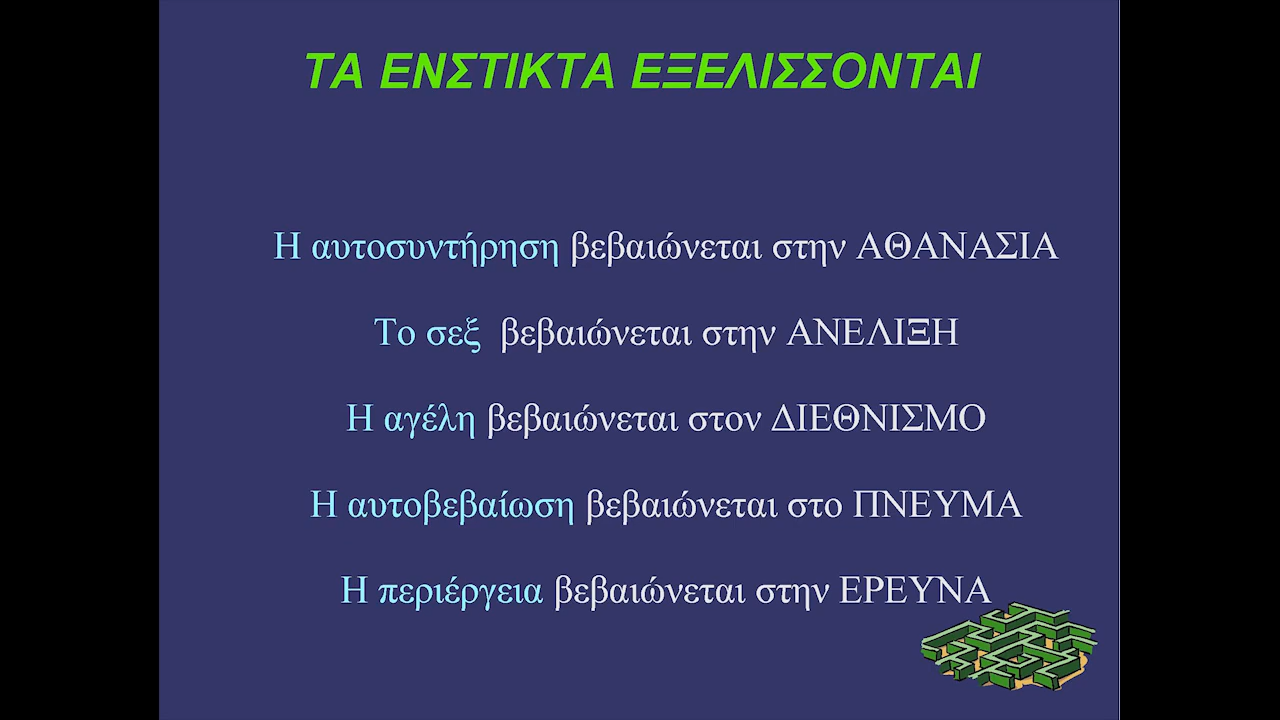 ΤΑ ΕΝΣΤΙΚΤΑ ΕΞΕΛΙΣΣΟΝΤΑΙ
Η αυτοσυντήρηση βεβαιώνεται στην ΑΘΑΝΑΣΙΑ
Το σεξ βεβαιώνεται στην ΑΝΕΛΙΞΗ
Η αγέλη βεβαιώνεται στον ΔΙΕΘΝΙΣΜΟ
Η αυτοβεβαίωση βεβαιώνεται στο ΠΝΕΥΜΑ
Η περιέργεια βεβαιώνεται στην ΕΡΕΥΝΑ